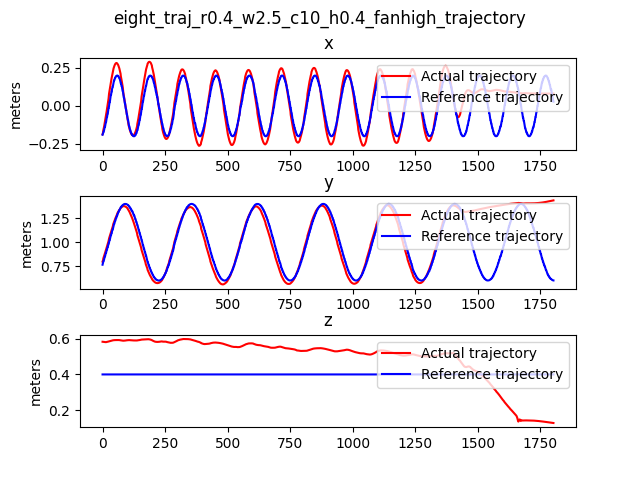 eight_traj_r0.4_w2.5_c10_h0.4_fanhigh_trajectory
x
meters
0.25
0.00
−0.25
Actual trajectory
Reference trajectory
0 250 500 750 1000 1250 1500 1750
y
meters
1.25
1.00
0.75
Actual trajectory
Reference trajectory
0 250 500 750 1000 1250 1500 1750
z
meters
0.6
0.4
0.2
Actual trajectory
Reference trajectory
0 250 500 750 1000 1250 1500 1750